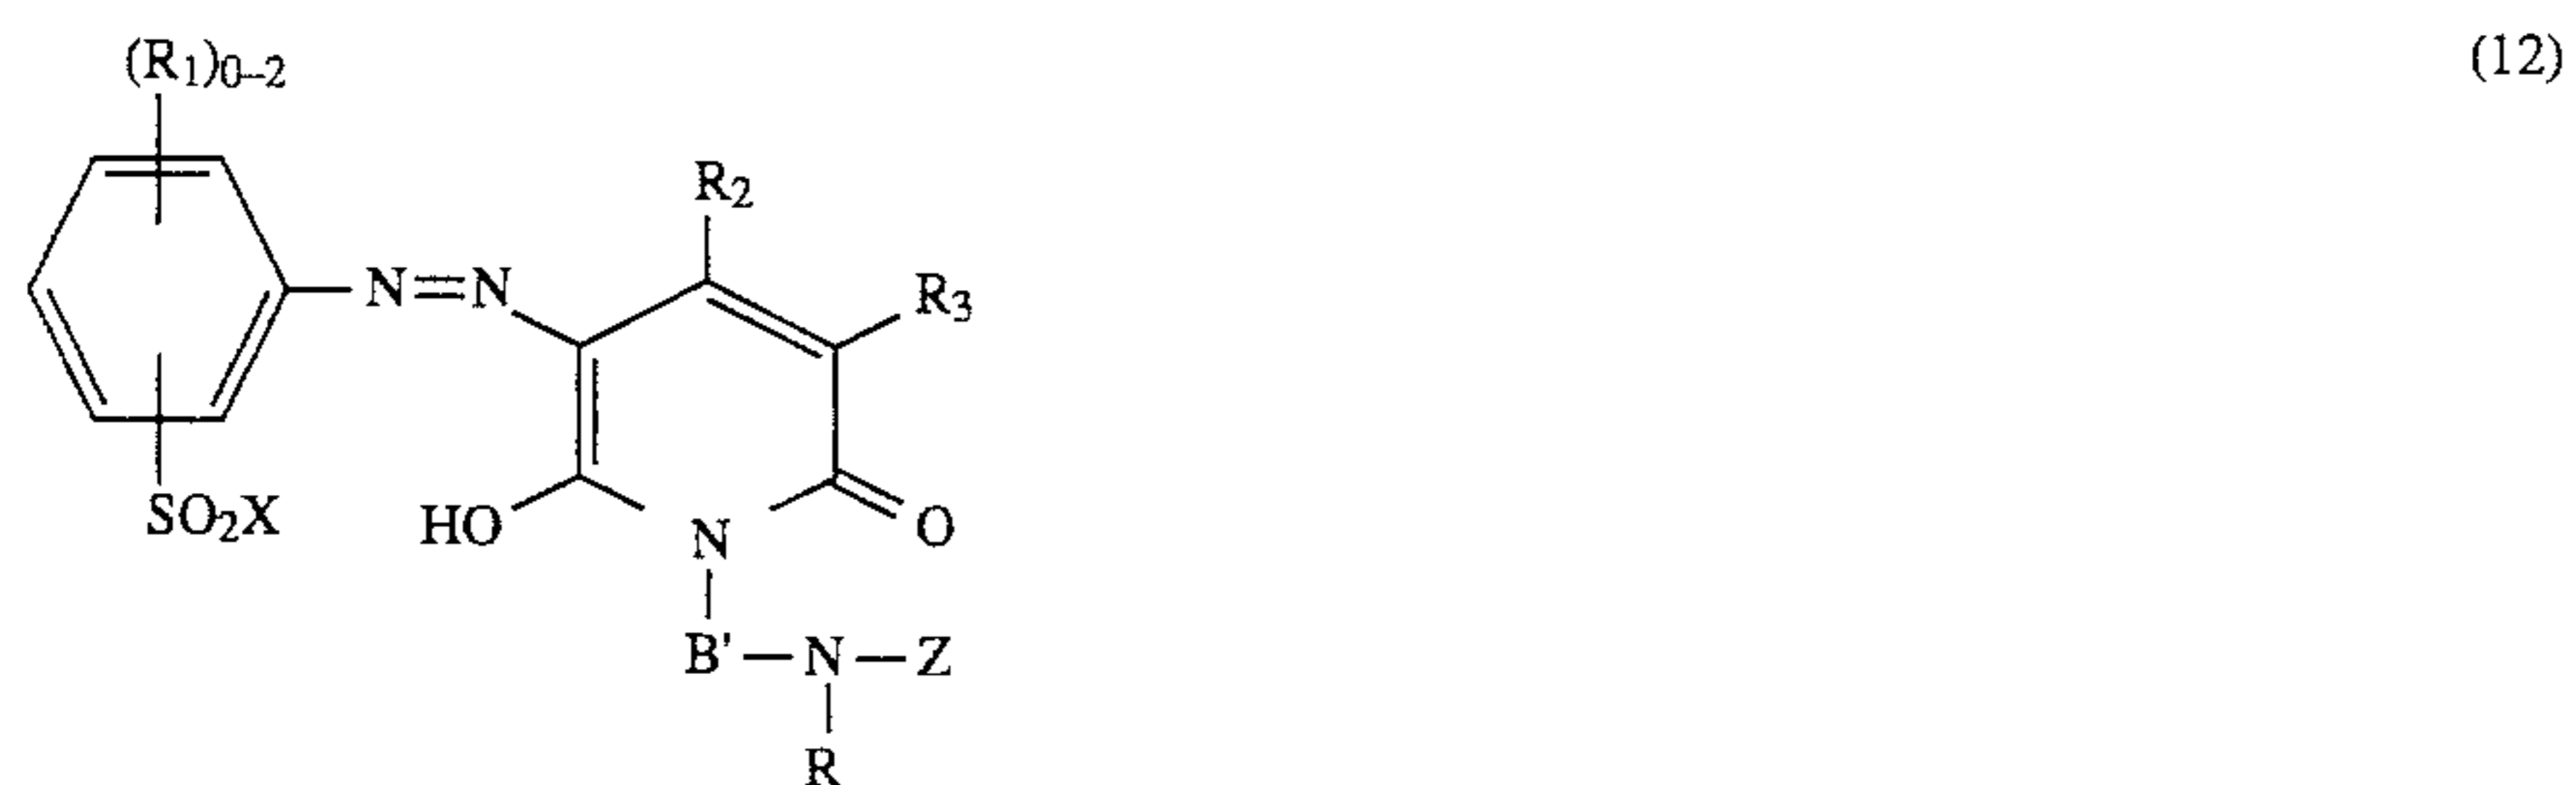 (R₁)₀₋₂ (12)
R₂
N=N R₃
SO₂X HO N O
B'—N—Z
R